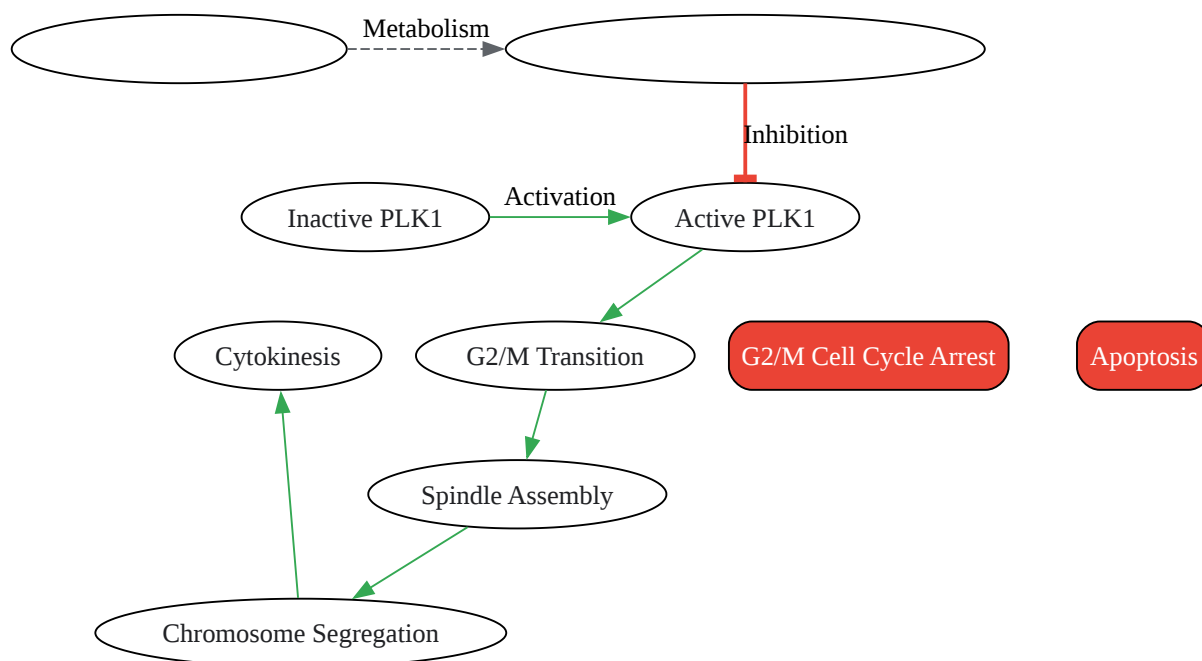 Metabolism
Inhibition
Activation
Inactive PLK1
Active PLK1
Cytokinesis
G2/M Transition
G2/M Cell Cycle Arrest
Apoptosis
Spindle Assembly
Chromosome Segregation